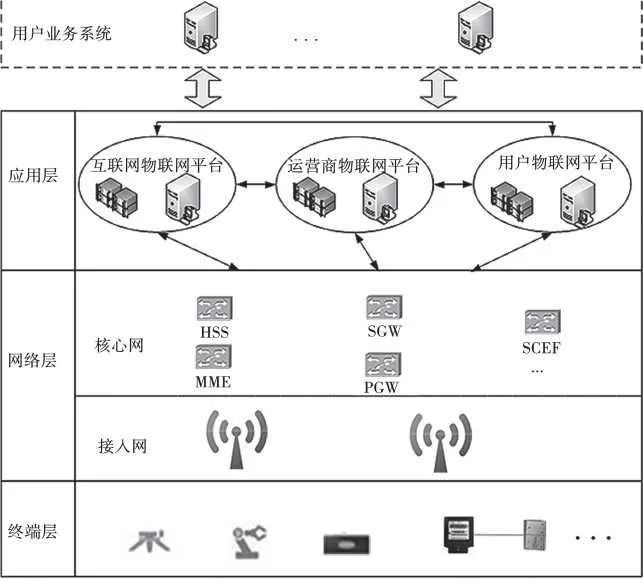 用户业务系统
. . .
应用层
互联网物联网平台
运营商物联网平台
用户物联网平台
网络层
核心网
HSS
SGW
SCEF
MME
PGW
...
接入网
终端层
. . .